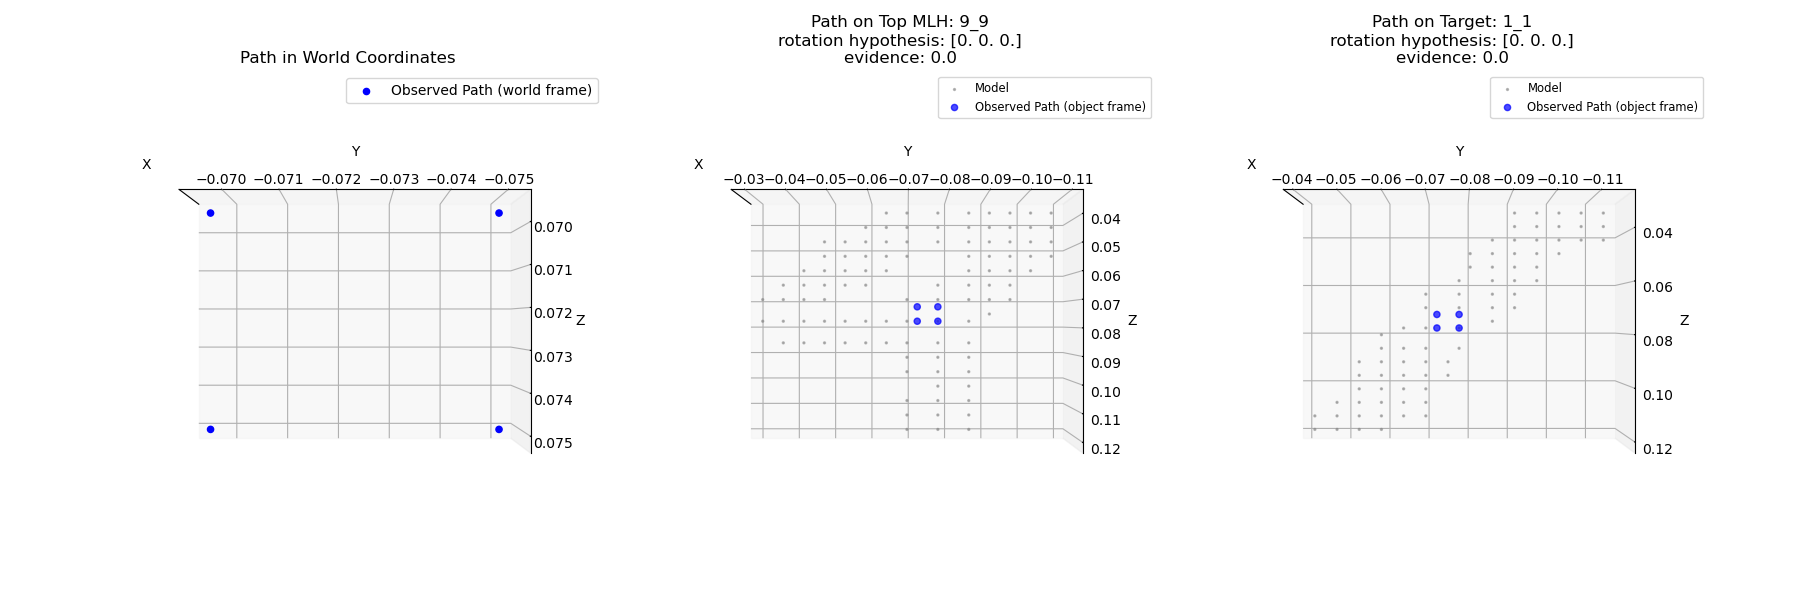 Path in World Coordinates
Observed Path (world frame)
X
Y
−0.070 −0.071 −0.072 −0.073 −0.074 −0.075
0.070
0.071
0.072
0.073
0.074
0.075
Z
Path on Top MLH: 9_9
rotation hypothesis: [0. 0. 0.]
evidence: 0.0
Model
Observed Path (object frame)
X
Y
−0.03 −0.04 −0.05 −0.06 −0.07 −0.08 −0.09 −0.10 −0.11
0.04
0.05
0.06
0.07
0.08
0.09
0.10
0.11
0.12
Z
Path on Target: 1_1
rotation hypothesis: [0. 0. 0.]
evidence: 0.0
Model
Observed Path (object frame)
X
Y
−0.04 −0.05 −0.06 −0.07 −0.08 −0.09 −0.10 −0.11
0.04
0.06
0.08
0.10
0.12
Z